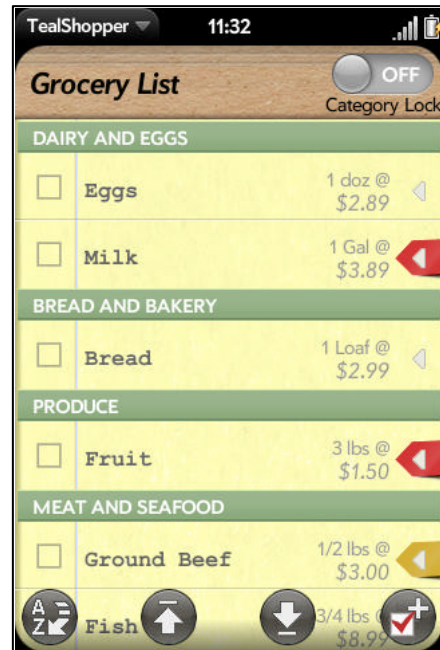 TealShopper 11:32
Grocery List OFF
Category Lock
DAIRY AND EGGS
Eggs 1 doz @
$2.89
Milk 1 Gal @
$3.89
BREAD AND BAKERY
Bread 1 Loaf @
$2.99
PRODUCE
Fruit 3 lbs @
$1.50
MEAT AND SEAFOOD
Ground Beef 1/2 lbs @
$3.00
A
Z
Fish 3/4 lbs @
$8.99